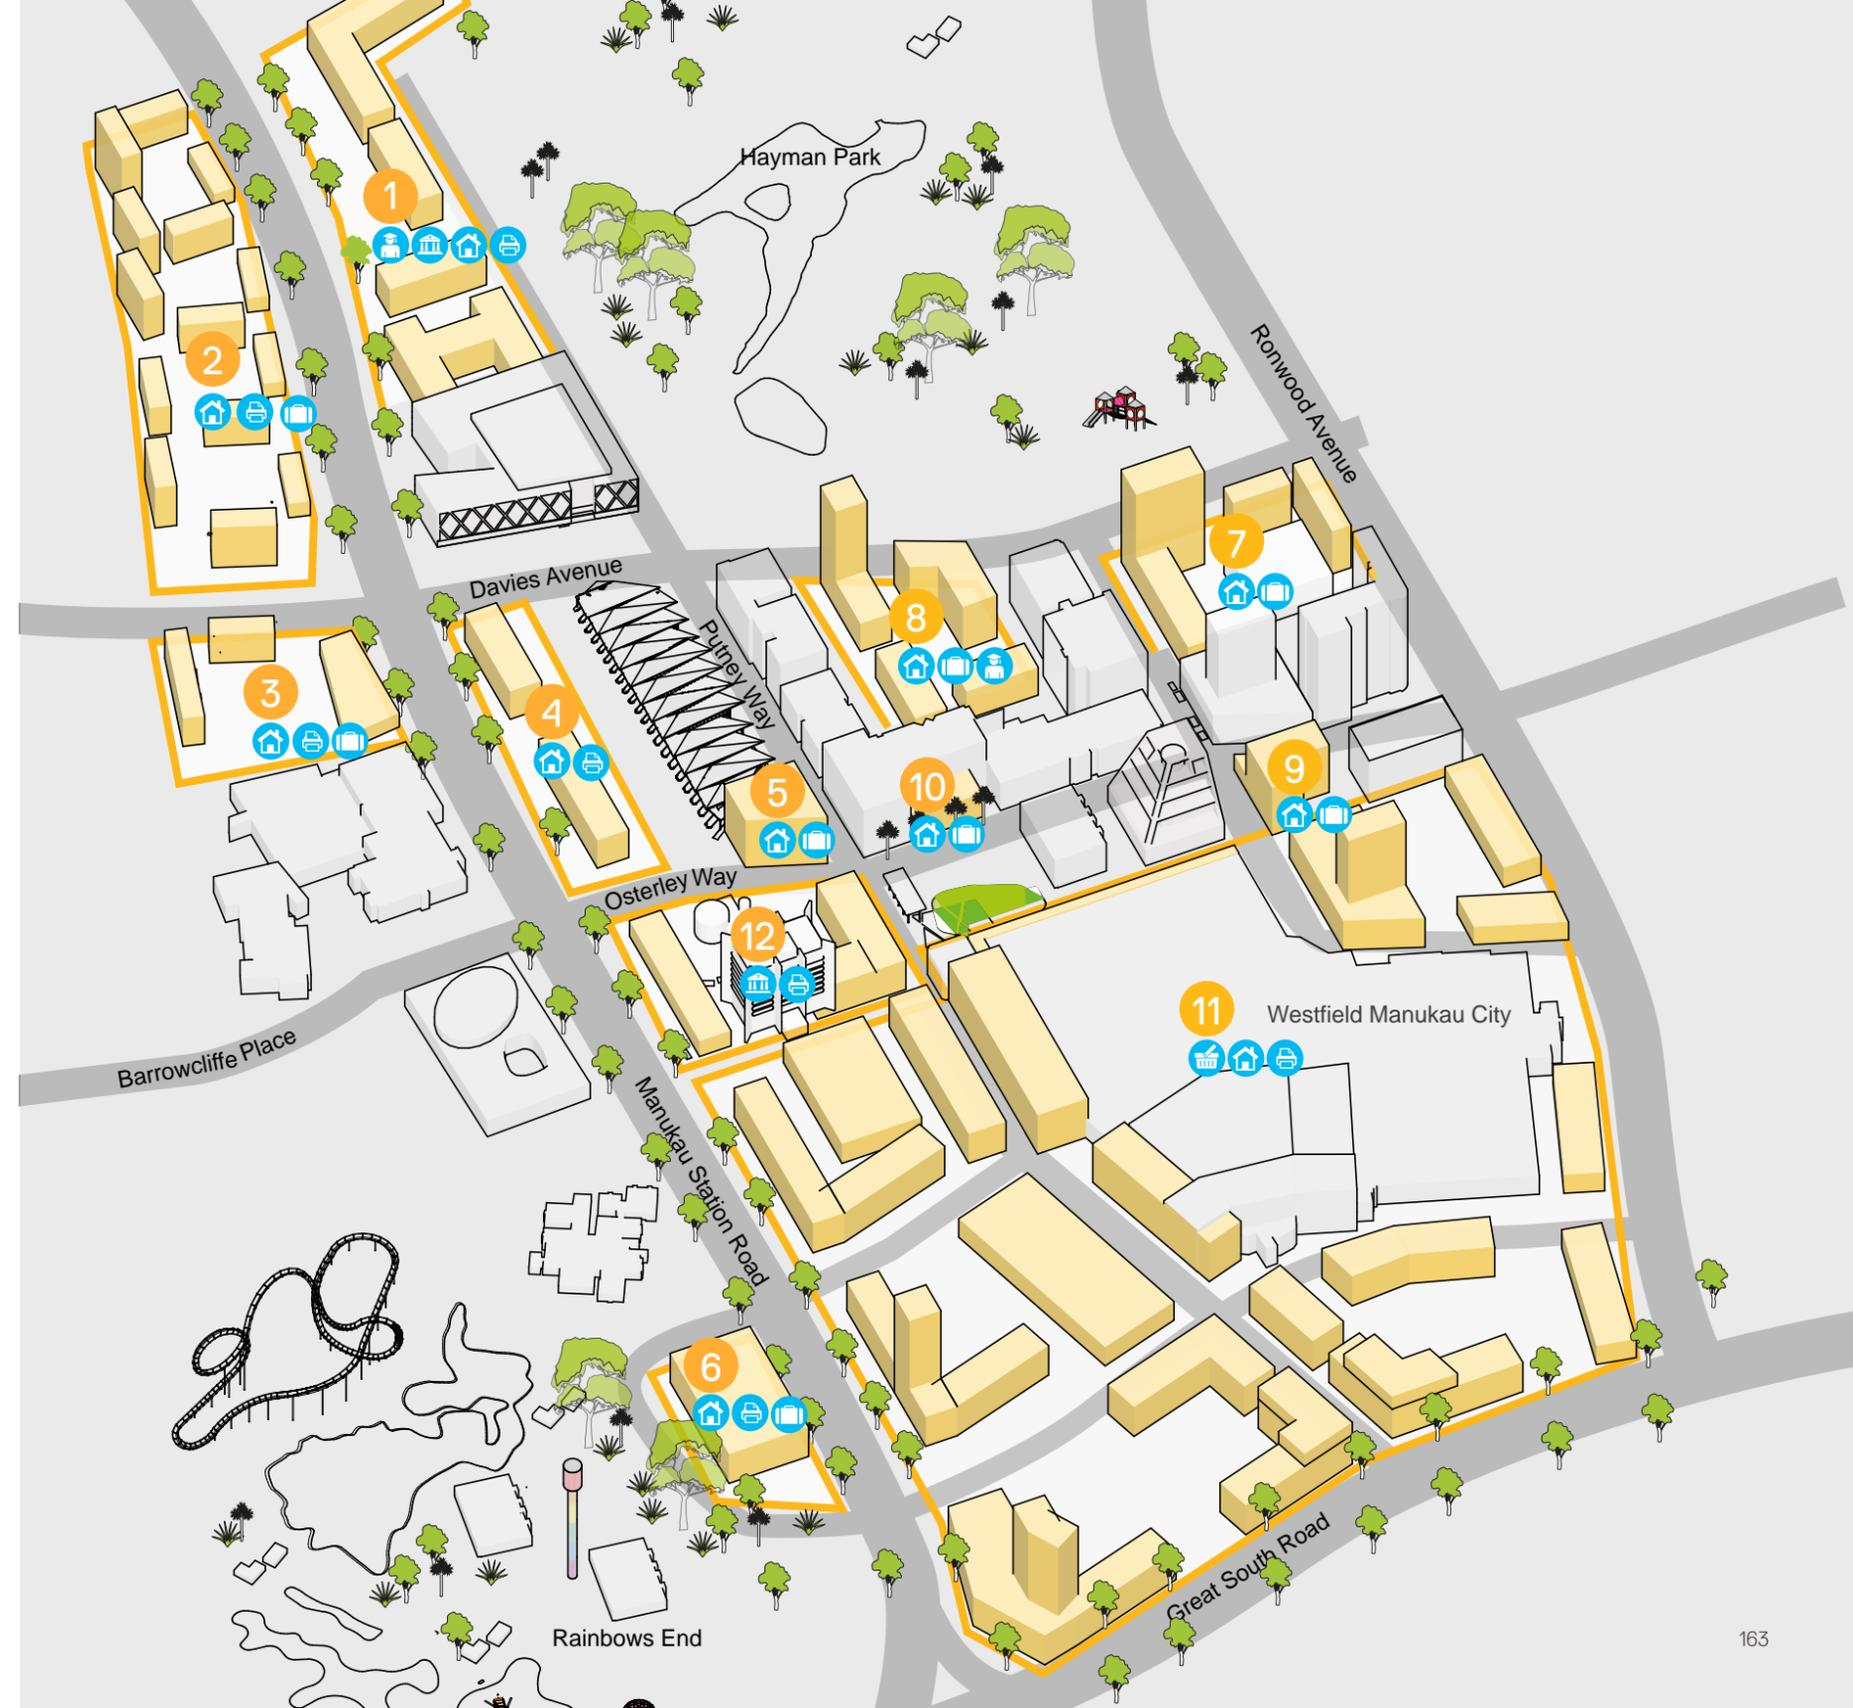 Hayman Park
1
Ronwood Avenue
2
7
Davies Avenue
8
Putney Way
3
4
9
5
10
Osterley Way
12
11
Westfield Manukau City
Barrowcliffe Place
Manukau Station Road
6
Great South Road
Rainbows End
163